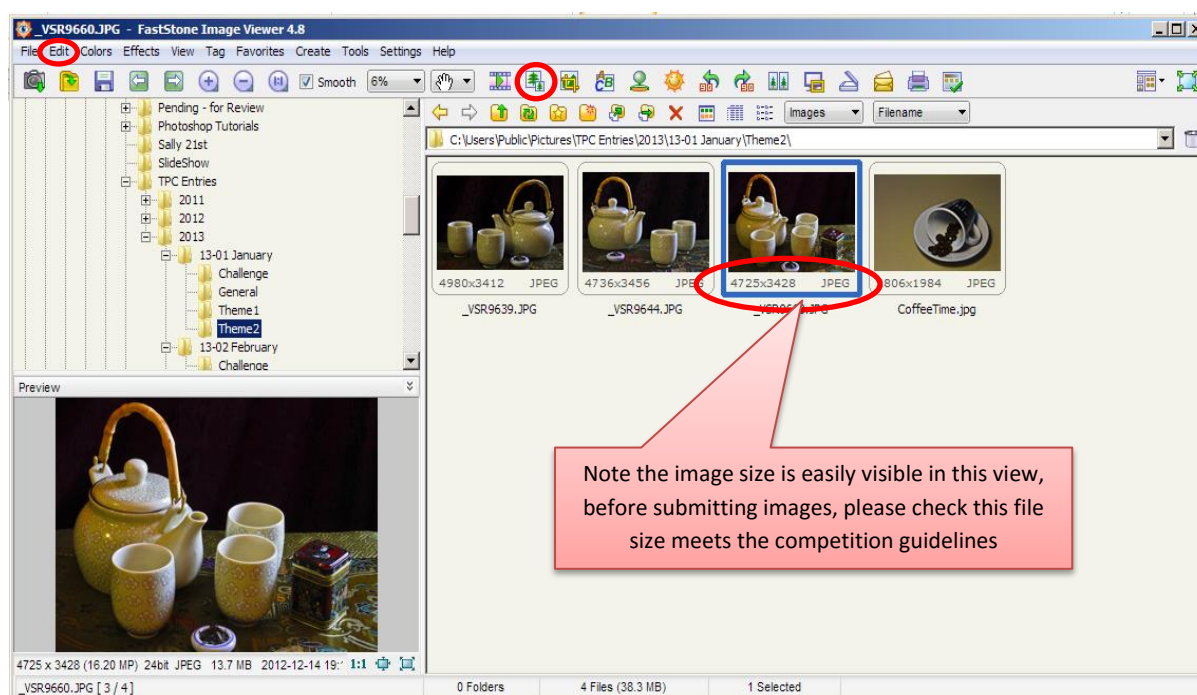 _VSR9660.JPG - FastStone Image Viewer 4.8
File Edit Colors Effects View Tag Favorites Create Tools Settings Help
Smooth 6%
Pending - for Review
Photoshop Tutorials
Sally 21st
SlideShow
TPC Entries
2011
2012
2013
13-01 January
Challenge
General
Theme1
Theme2
13-02 February
Challenge
Images Filename
C:\Users\Public\Pictures\TPC Entries\2013\13-01 January\Theme2\
4980x3412 JPEG
_VSR9639.JPG
4736x3456 JPEG
_VSR9644.JPG
4725x3428 JPEG
806x1984 JPEG
CoffeeTime.jpg
Note the image size is easily visible in this view,
before submitting images, please check this file
size meets the competition guidelines
Preview
4725 x 3428 (16.20 MP) 24bit JPEG 13.7 MB 2012-12-14 19: 1:1
_VSR9660.JPG [ 3 / 4 ]
0 Folders 4 Files (38.3 MB) 1 Selected